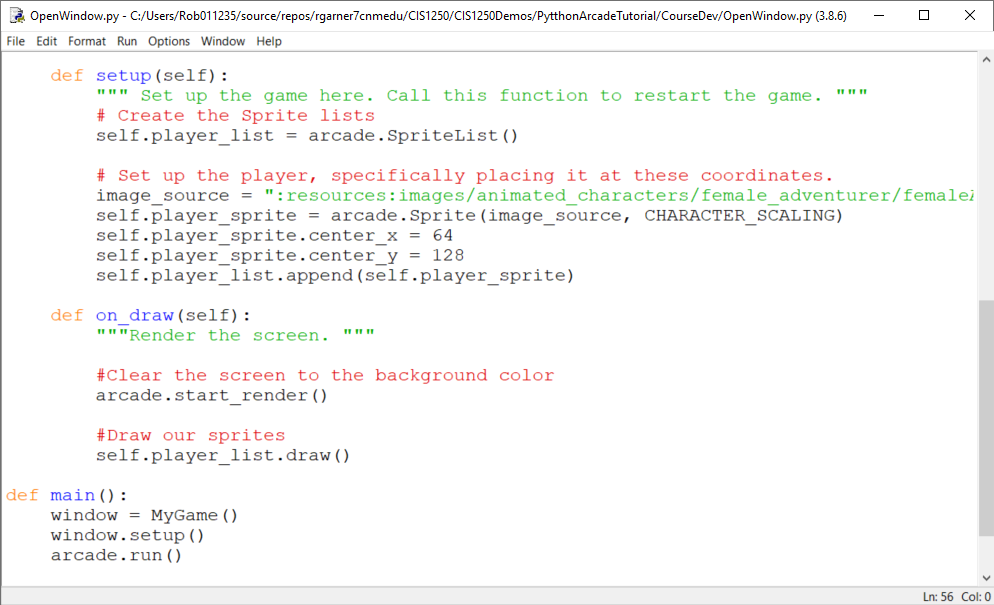 OpenWindow.py - C:/Users/Rob011235/source/repos/rgarner7cnmedu/CIS1250/CIS1250Demos/PytthonArcadeTutorial/CourseDev/OpenWindow.py (3.8.6)
File Edit Format Run Options Window Help
def setup(self):
""" Set up the game here. Call this function to restart the game. """
# Create the Sprite lists
self.player_list = arcade.SpriteList()
# Set up the player, specifically placing it at these coordinates.
image_source = ":resources:images/animated_characters/female_adventurer/female
self.player_sprite = arcade.Sprite(image_source, CHARACTER_SCALING)
self.player_sprite.center_x = 64
self.player_sprite.center_y = 128
self.player_list.append(self.player_sprite)
def on_draw(self):
"""Render the screen. """
#Clear the screen to the background color
arcade.start_render()
#Draw our sprites
self.player_list.draw()
def main():
window = MyGame()
window.setup()
arcade.run()
Ln: 56 Col: 0